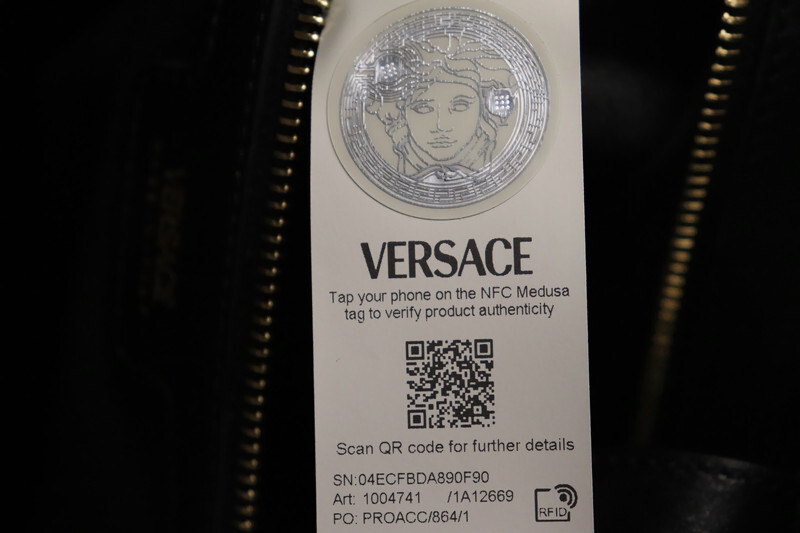 VERSACE
Tap your phone on the NFC Medusa
tag to verify product authenticity
Scan QR code for further details
SN:04ECFBDA890F90
Art: 1004741 /1A12669
PO: PROACC/864/1
RFID
VERSACE